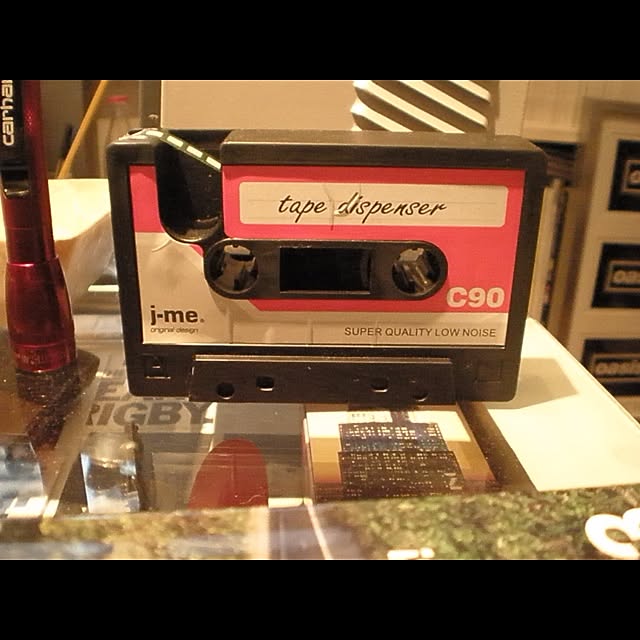 carhar
tape dispenser
C90
j-me.
original design
SUPER QUALITY LOW NOISE
RIGBY
oasis